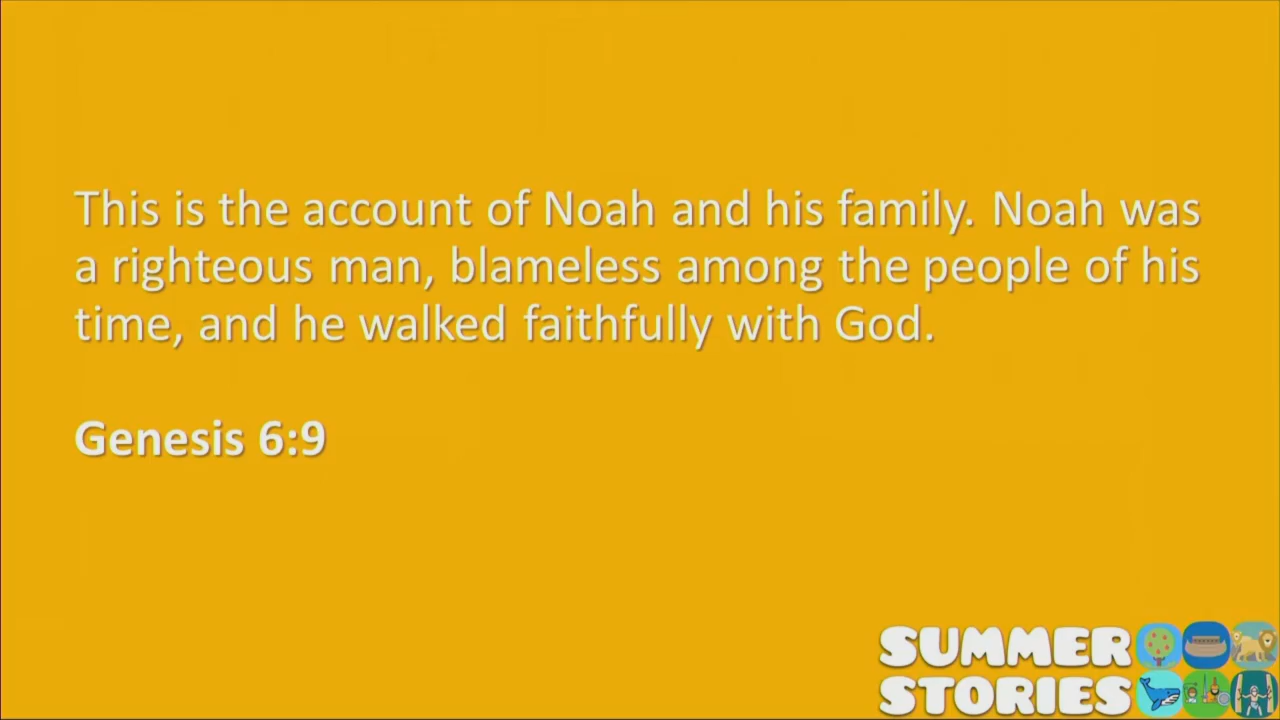 This is the account of Noah and his family. Noah was
a righteous man, blameless among the people of his
time, and he walked faithfully with God.
Genesis 6:9
SUMMER
STORIES